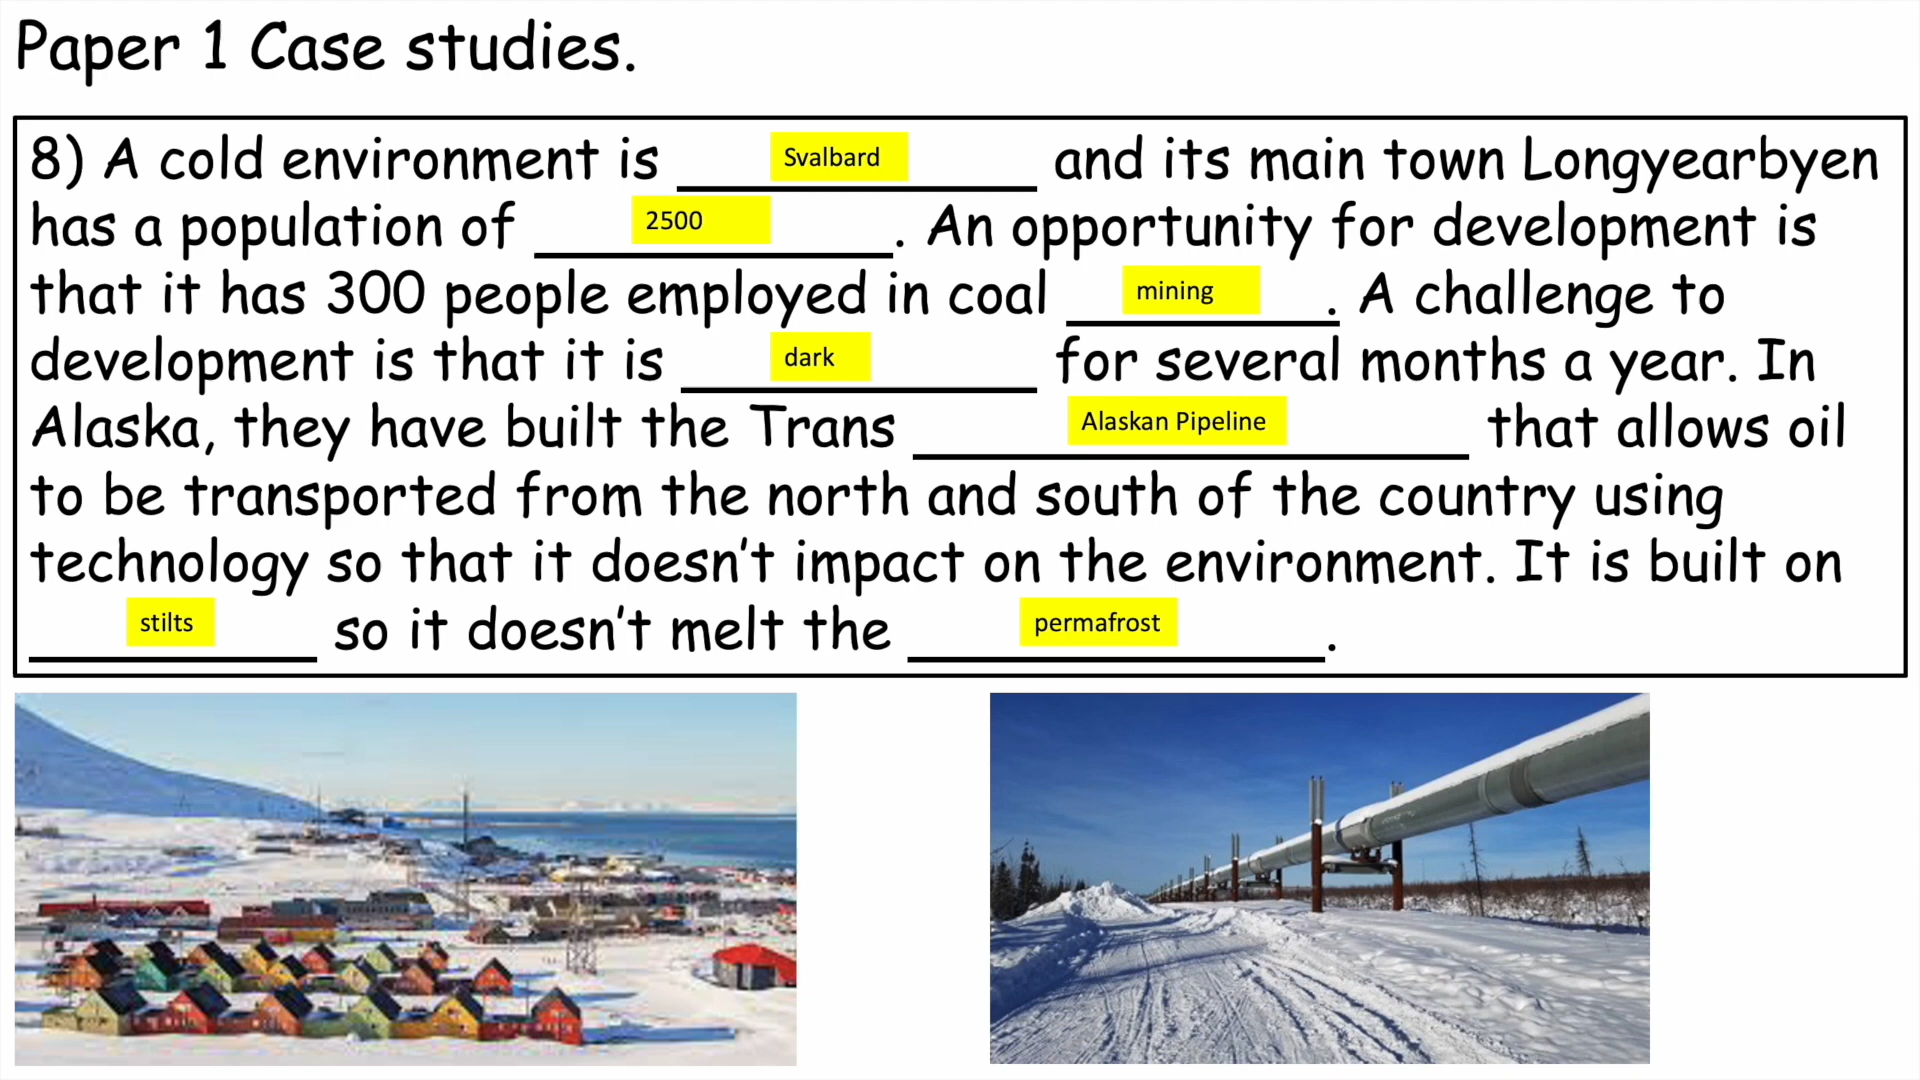 Paper 1 Case studies.
8) A cold environment is Svalbard and its main town Longyearbyen
has a population of 2500. An opportunity for development is
that it has 300 people employed in coal mining. A challenge to
development is that it is dark for several months a year. In
Alaska, they have built the Trans Alaskan Pipeline that allows oil
to be transported from the north and south of the country using
technology so that it doesn't impact on the environment. It is built on
stilts so it doesn't melt the permafrost.